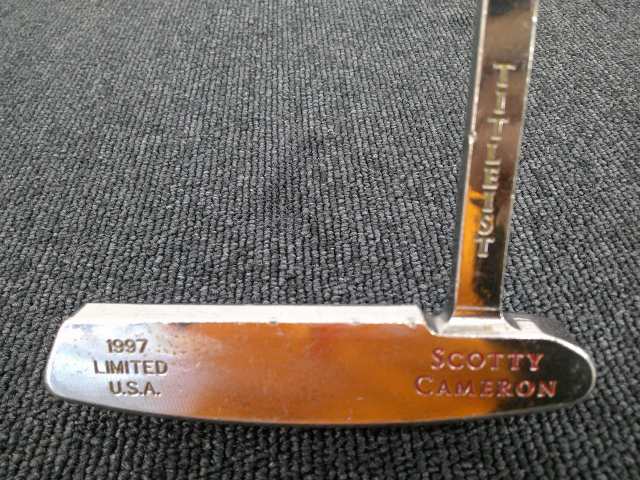 TITLEIST
1997
LIMITED
U.S.A.
SCOTTY
CAMERON